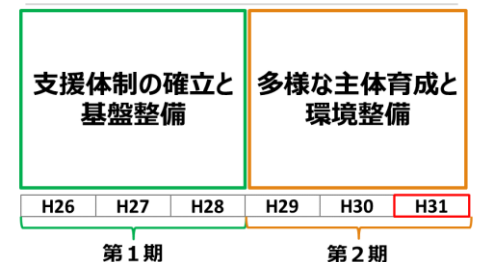 支援体制の確立と
基盤整備
多様な主体育成と
環境整備
H26 H27 H28 H29 H30 H31
第1期 第2期